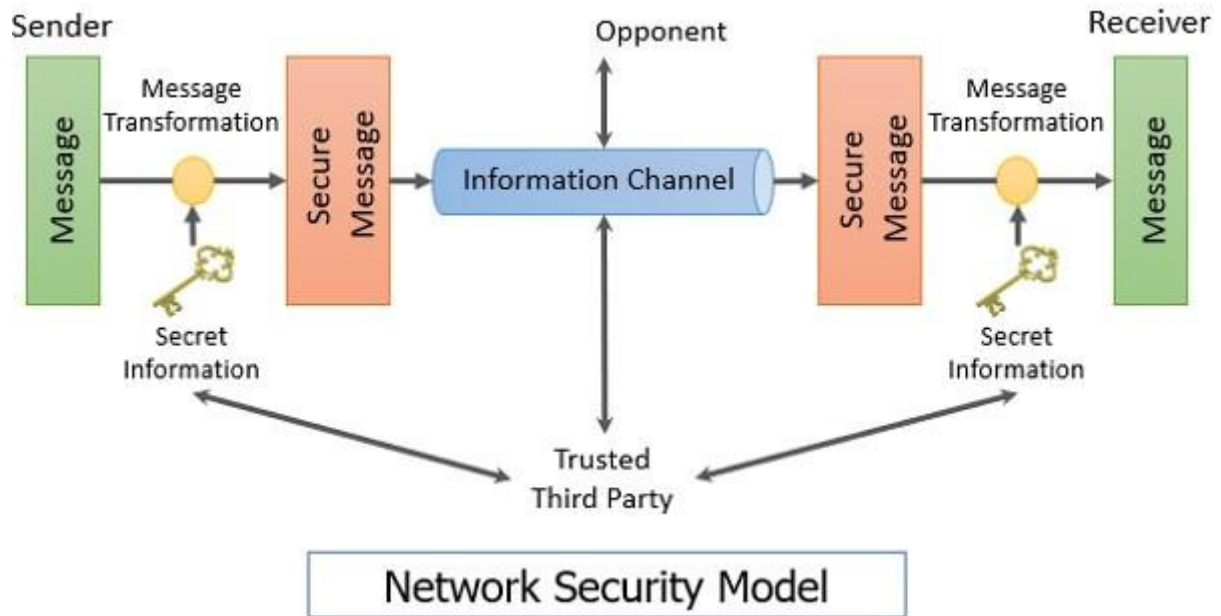 Sender
Opponent
Receiver
Message
Message
Transformation
Secure
Message
Information Channel
Secure
Message
Message
Transformation
Message
Secret
Information
Secret
Information
Trusted
Third Party
Network Security Model